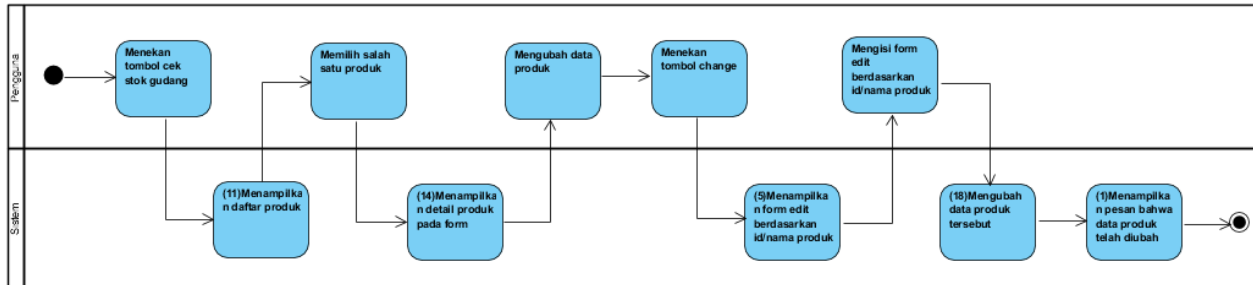 Pengguna
Menekan
tombol cek
stok gudang
Memilih salah
satu produk
Mengubah data
produk
Menekan
tombol change
Mengisi form
edit
berdasarkan
id/nama produk
Sistem
(11)Menampilka
n daftar produk
(14)Menampilka
n detail produk
pada form
(5)Menampilka
n form edit
berdasarkan
id/nama produk
(18)Mengubah
data produk
tersebut
(1)Menampilka
n pesan bahwa
data produk
telah diubah